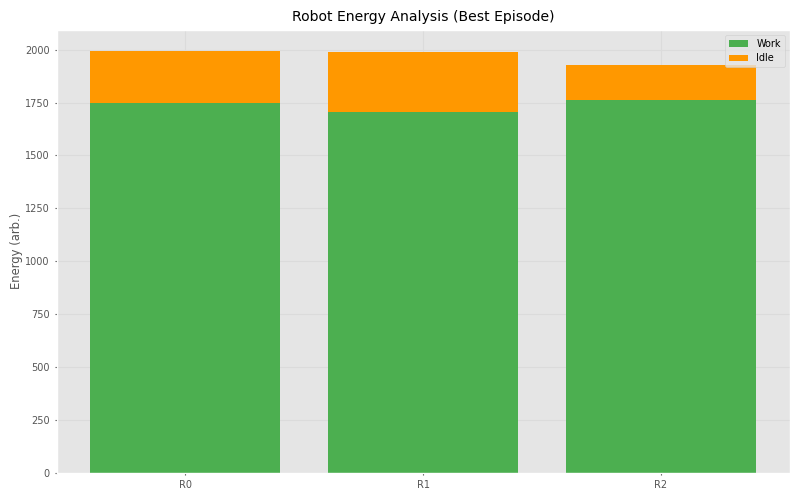 Robot Energy Analysis (Best Episode)
Work
Idle
Energy (arb.)
2000
1750
1500
1250
1000
750
500
250
0
R0
R1
R2